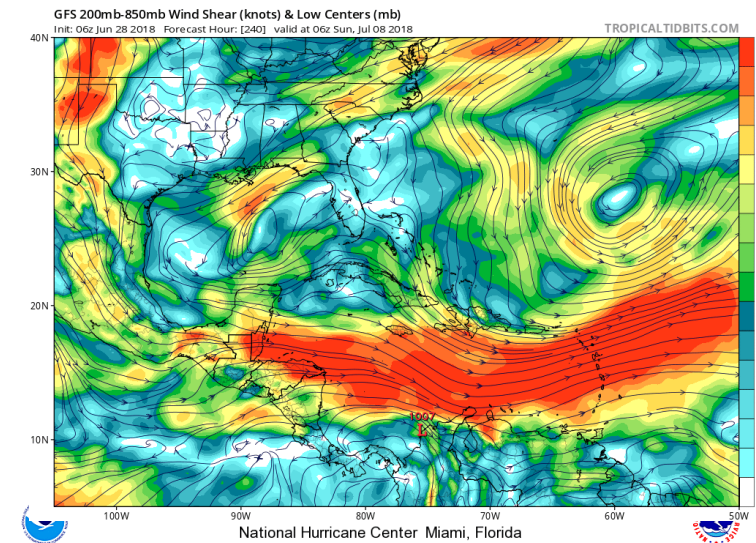 GFS 200mb-850mb Wind Shear (knots) & Low Centers (mb)
Init: 06z Jun 28 2018 Forecast Hour: [240] valid at 06z Sun, Jul 08 2018 TROPICALTIDBITS.COM
40N
30N
20N
1007
L
10N
100W 90W 80W 70W 60W 50W
National Hurricane Center Miami, Florida